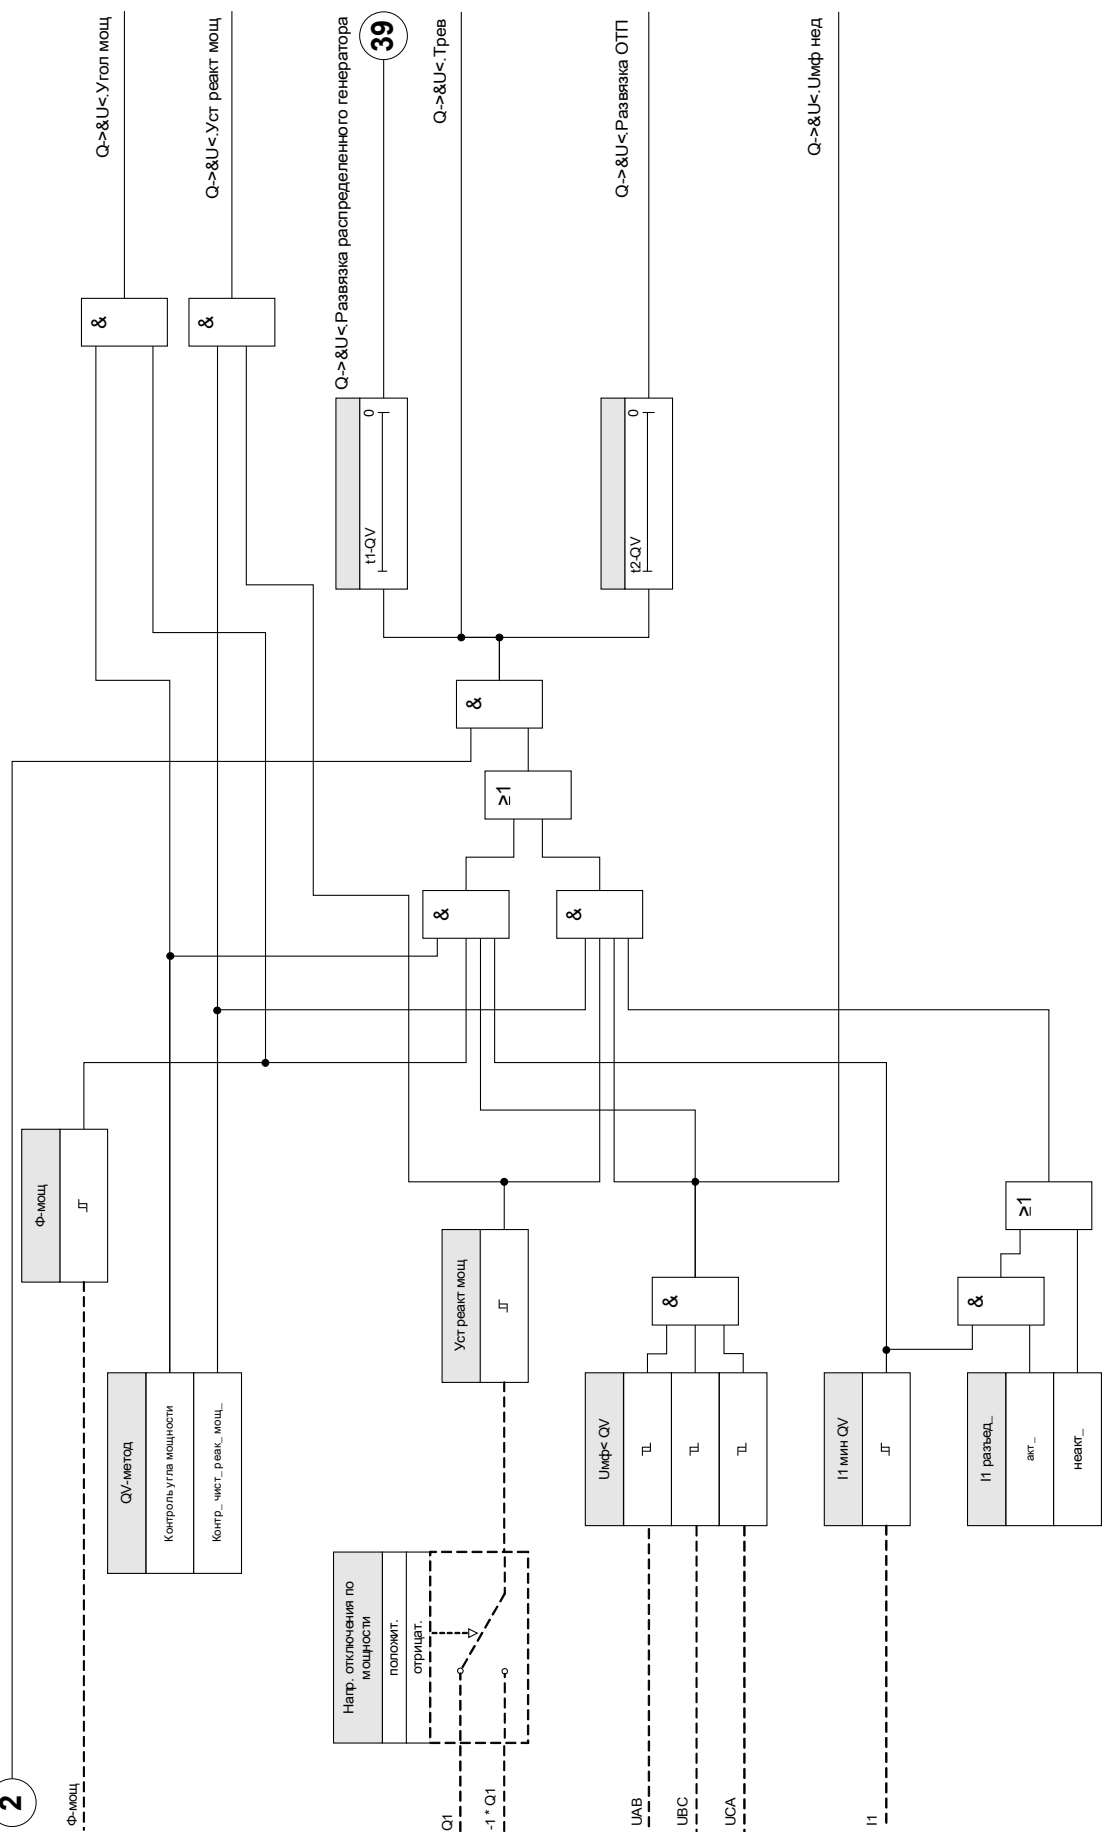 2
Ф-мощ
Ф-мощ
QV-метод
Контроль угла мощности
Контр_ чист_ реак_ мощ_
&
Q->&U<.Угол мощ
&
Q->&U<.Уст реакт мощ
Напр. отключения по
мощности
положит.
отрицат.
Q1
-1 * Q1
Уст реакт мощ
&
&
≥1
&
t1-QV
0
Q->&U<.Развязка распределенного генератора
39
Q->&U<.Трев
t2-QV
0
Q->&U<.Развязка ОТП
UAB
UBC
UCA
Uмф< QV
&
Q->&U<.Uмф нед
I1
I1 мин QV
I1 разъед_
акт_
неакт_
&
≥1